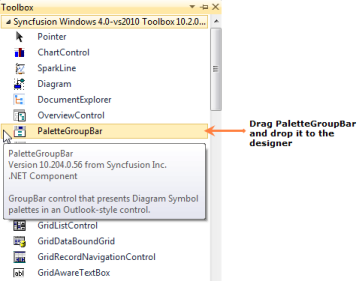 Toolbox
Syncfusion Windows 4.0-vs2010 Toolbox 10.2.0...
Pointer
ChartControl
SparkLine
Diagram
DocumentExplorer
OverviewControl
PaletteGroupBar
Drag PaletteGroupBar
and drop it to the
designer
PaletteGroupBar
Version 10.204.0.56 from Syncfusion Inc.
.NET Component
GroupBar control that presents Diagram Symbol
palettes in an Outlook-style control.
GridListControl
GridDataBoundGrid
GridRecordNavigationControl
GridAwareTextBox